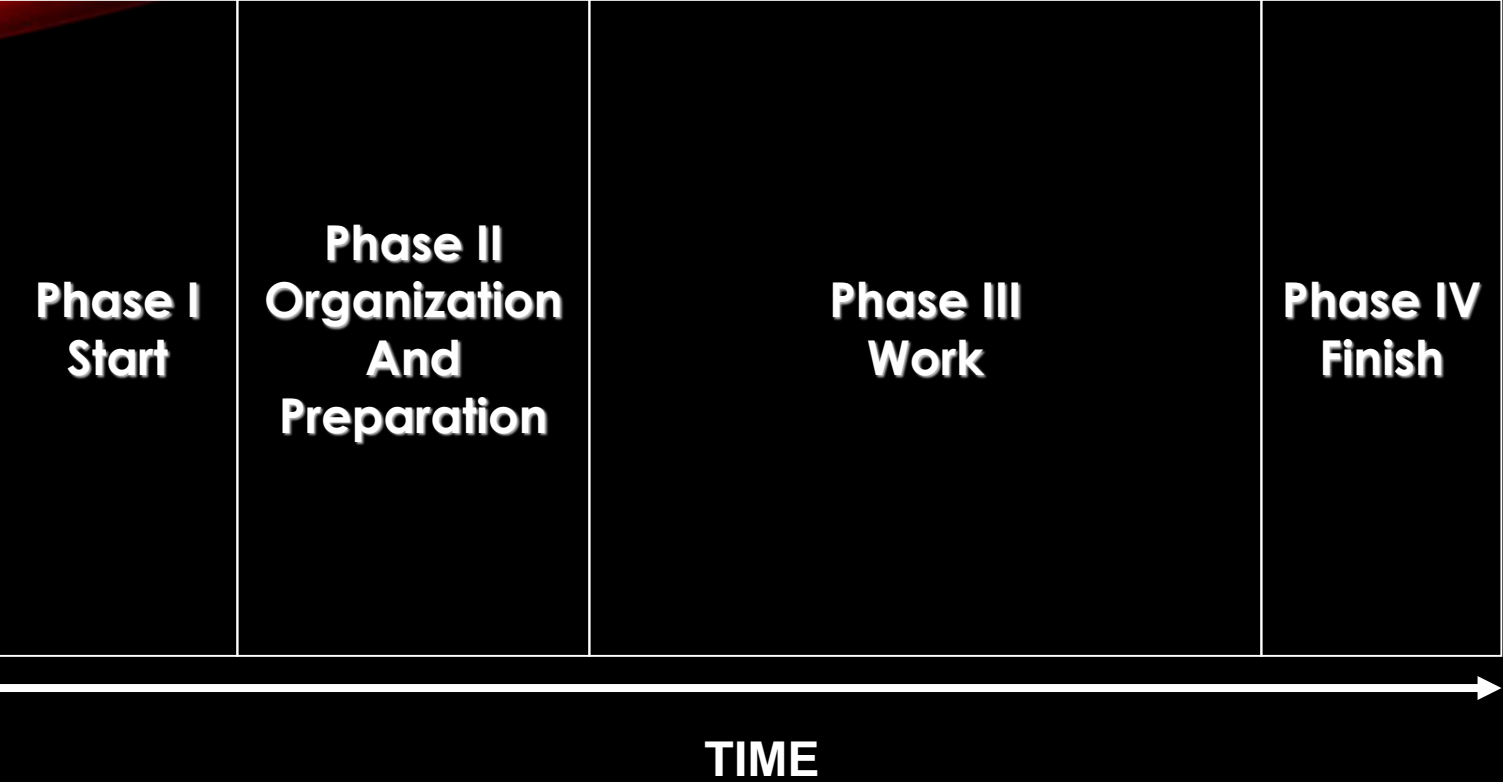 Phase I
Start
Phase II
Organization
And
Preparation
Phase III
Work
Phase IV
Finish
TIME